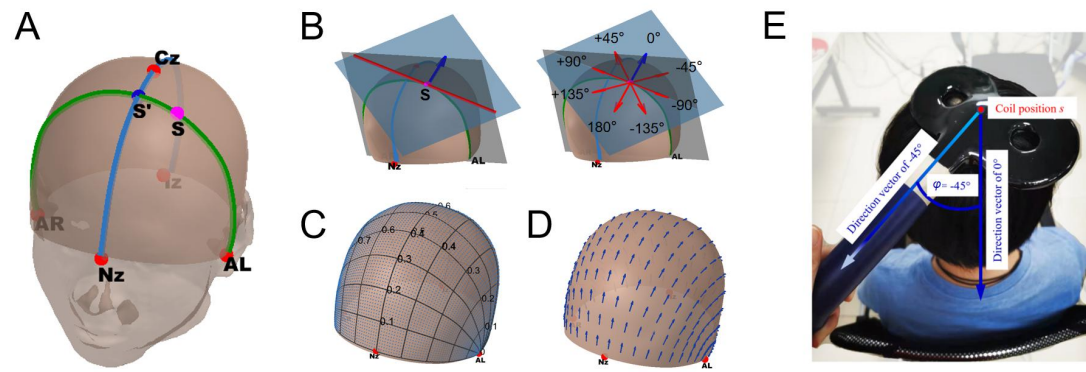 A
Cz
S'
S
Iz
AR
AL
Nz
B
S
Nz
AL
+45°
0°
+90°
-45°
+135°
-90°
180°
-135°
Nz
AL
C
0.6
0.7
0.6
0.5
0.5
0.4
0.4
0.3
0.3
0.2
0.2
0.1
0.1
0
Nz
AL
D
Nz
AL
E
Coil position s
Direction vector of -45°
φ= -45°
Direction vector of 0°